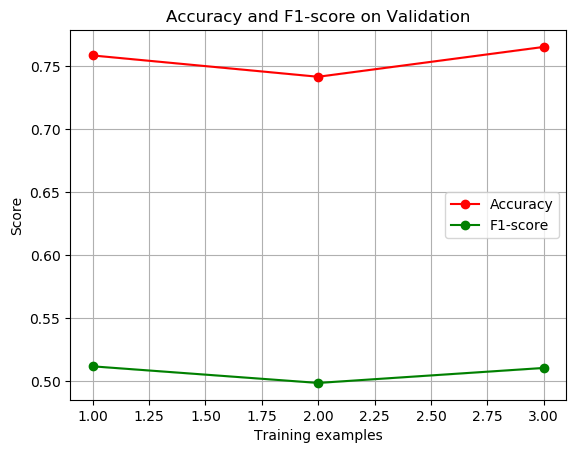 Accuracy and F1-score on Validation
0.75
0.70
0.65
0.60
0.55
0.50
Score
Accuracy
F1-score
1.00 1.25 1.50 1.75 2.00 2.25 2.50 2.75 3.00
Training examples